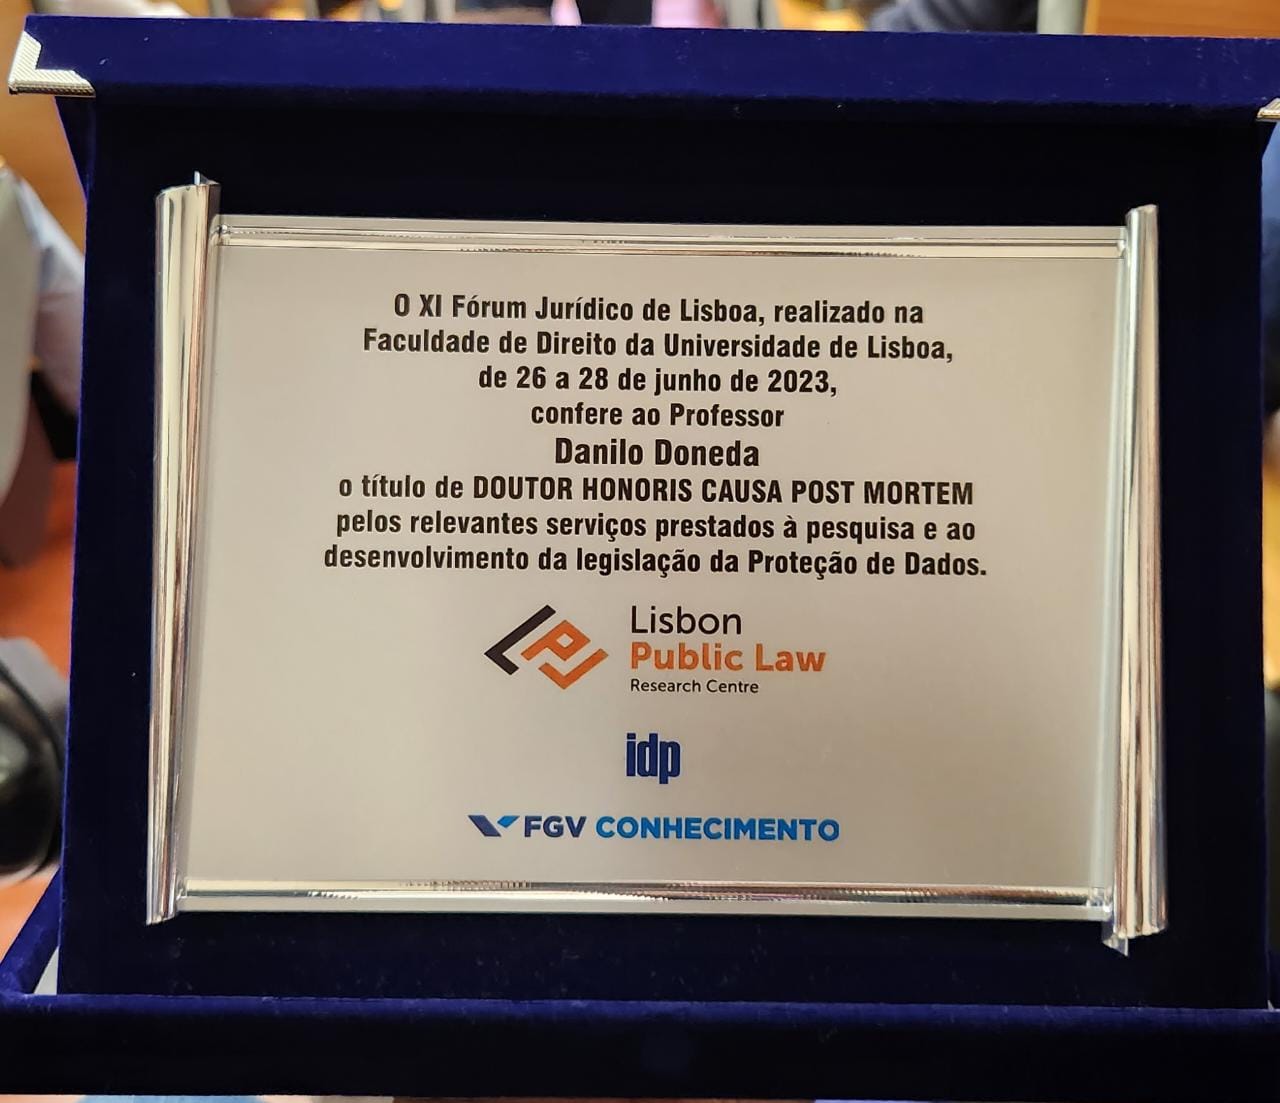 O XI Fórum Jurídico de Lisboa, realizado na
Faculdade de Direito da Universidade de Lisboa,
de 26 a 28 de junho de 2023,
confere ao Professor
Danilo Doneda
o título de DOUTOR HONORIS CAUSA POST MORTEM
pelos relevantes serviços prestados à pesquisa e ao
desenvolvimento da legislação da Proteção de Dados.
Lisbon
Public Law
Research Centre
idp
FGV CONHECIMENTO